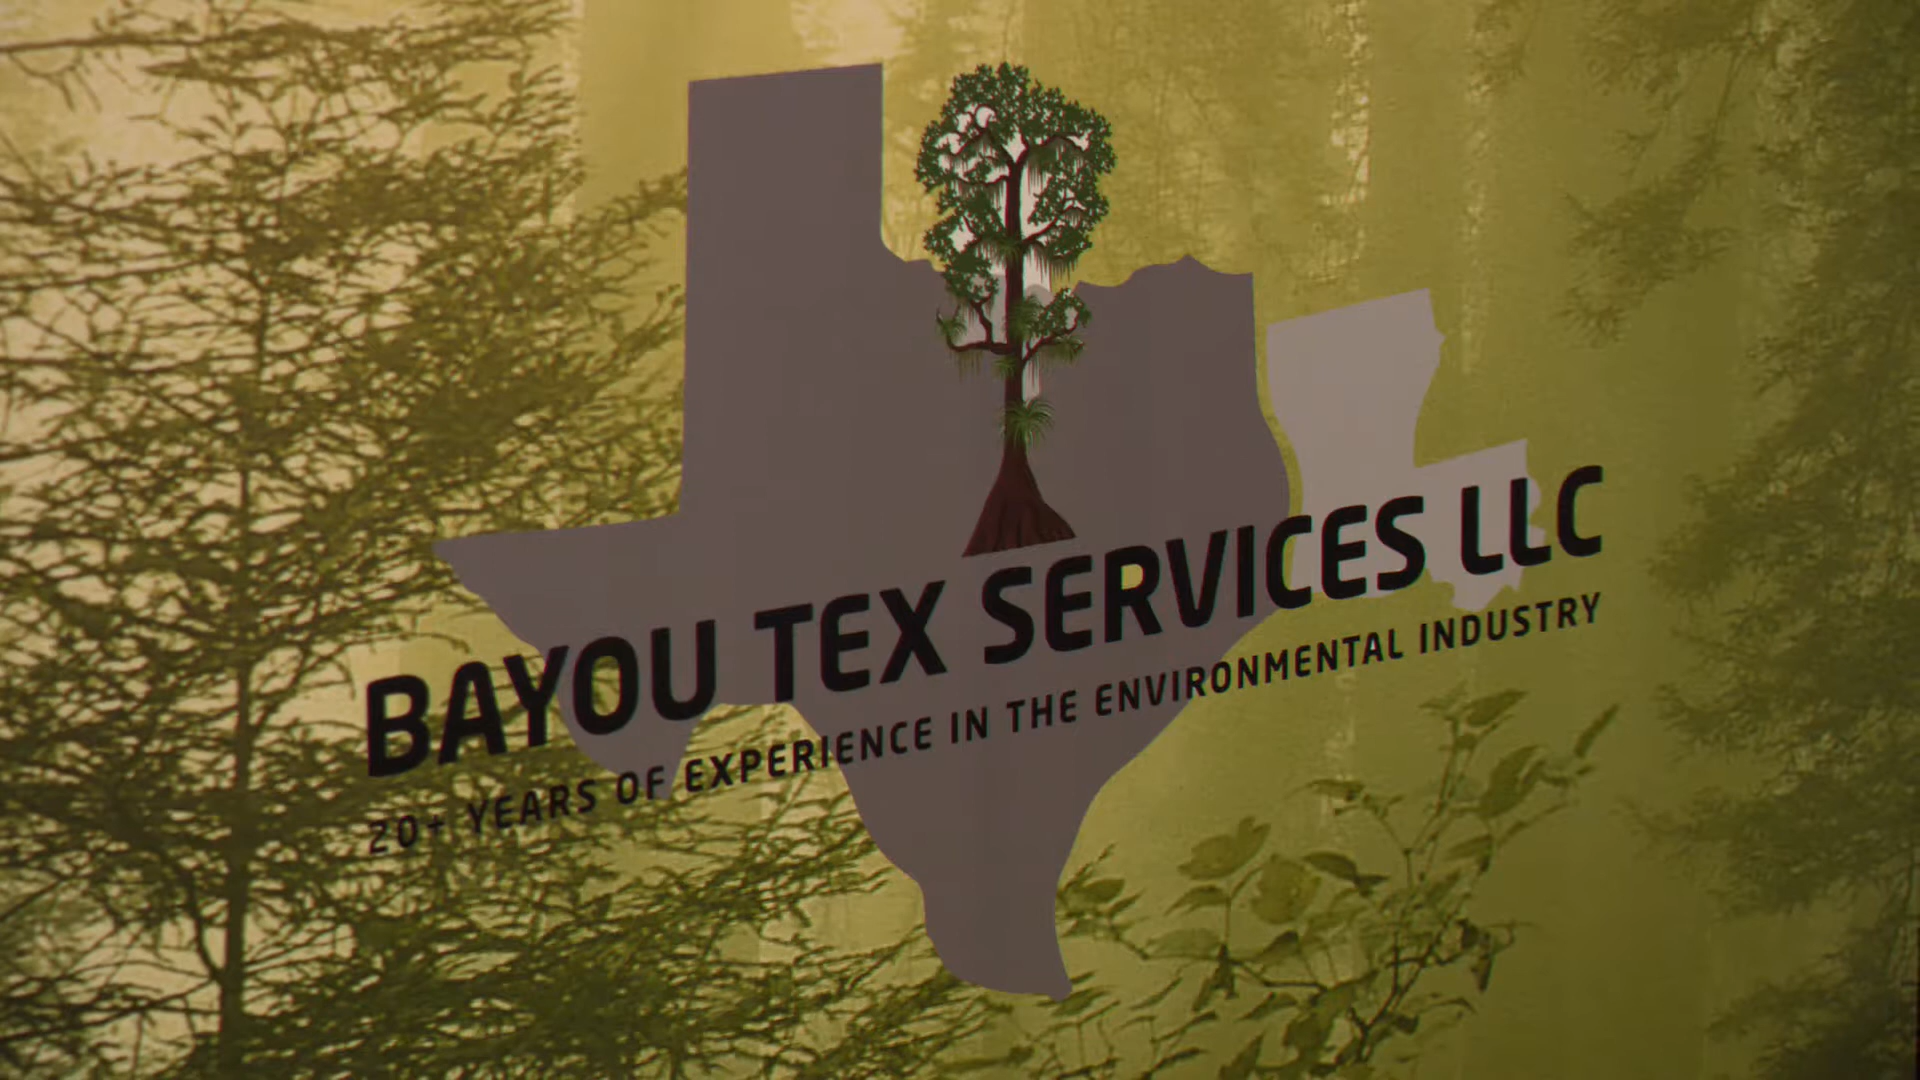 BAYOU TEX SERVICES LLC
20+ YEARS OF EXPERIENCE IN THE ENVIRONMENTAL INDUSTRY